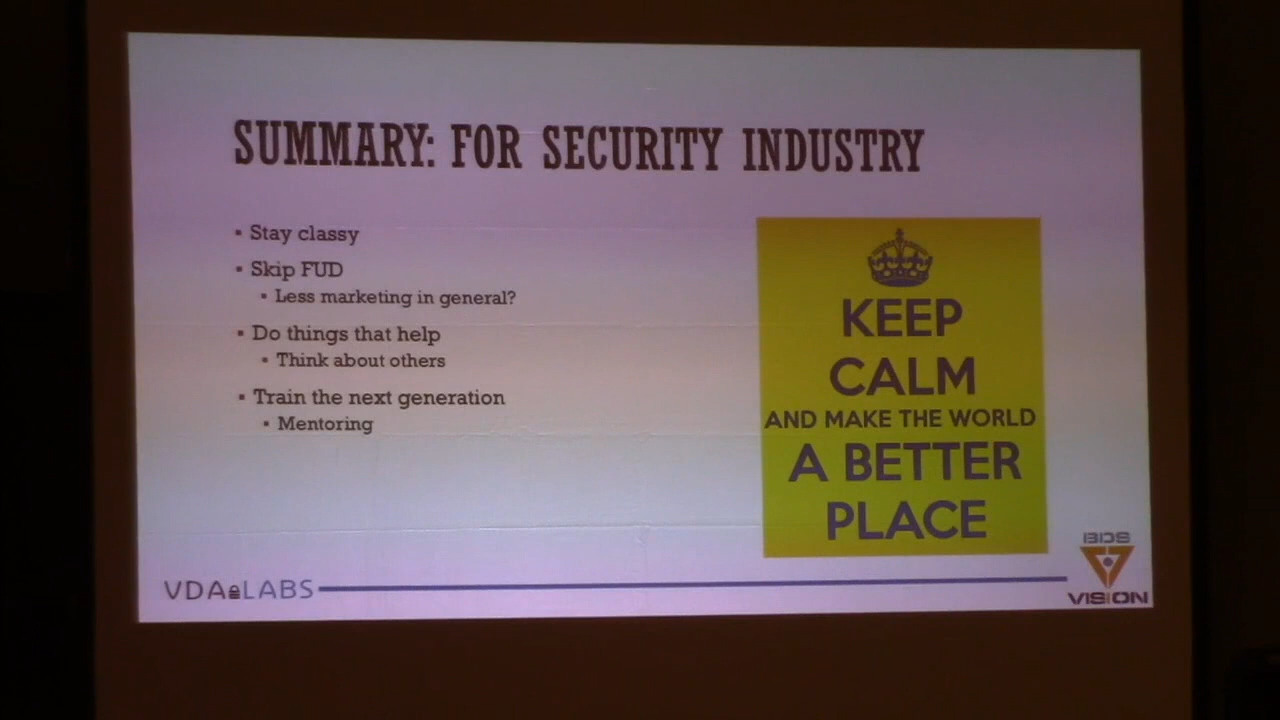 SUMMARY: FOR SECURITY INDUSTRY
Stay classy
Skip FUD
Less marketing in general?
Do things that help
Think about others
Train the next generation
Mentoring
KEEP
CALM
AND MAKE THE WORLD
A BETTER
PLACE
VDA LABS
BDS
VISION